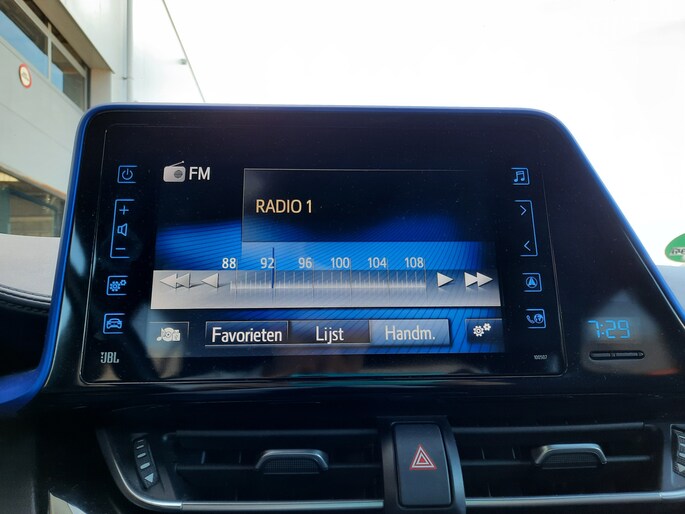 FM
RADIO 1
88 92 96 100 104 108
Favorieten Lijst Handm.
JBL
7:29